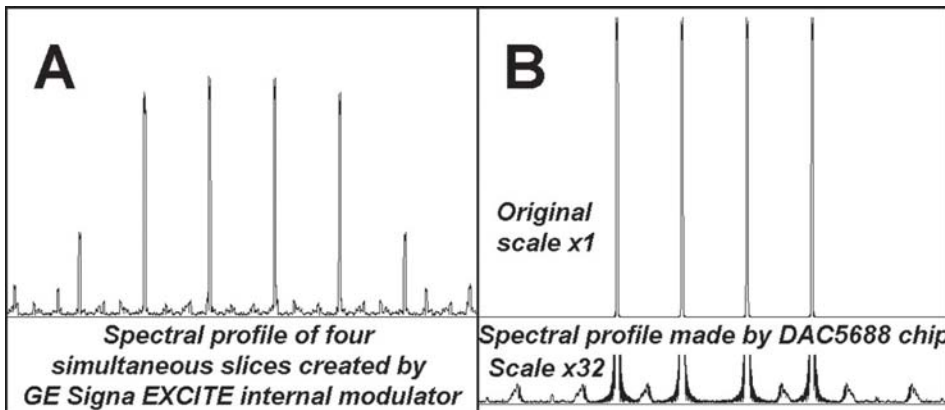 A
Spectral profile of four
simultaneous slices created by
GE Signa EXCITE internal modulator
B
Original
scale x1
Spectral profile made by DAC5688 chip
Scale x32